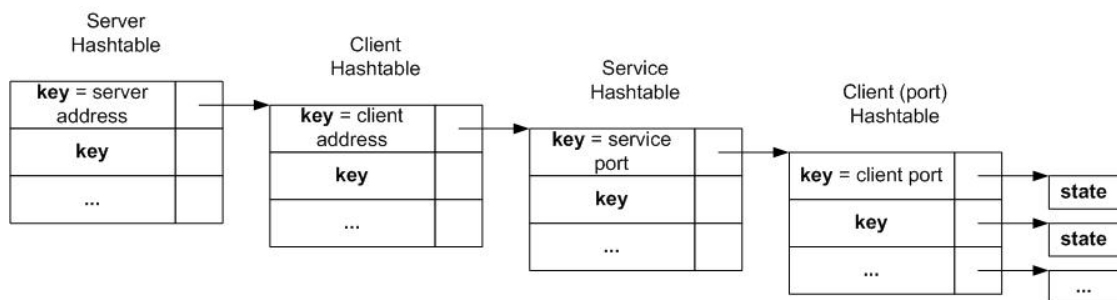 Server
Hashtable
key = server
address
key
...
Client
Hashtable
key = client
address
key
...
Service
Hashtable
key = service
port
key
...
Client (port)
Hashtable
key = client port
key
...
state
state
...